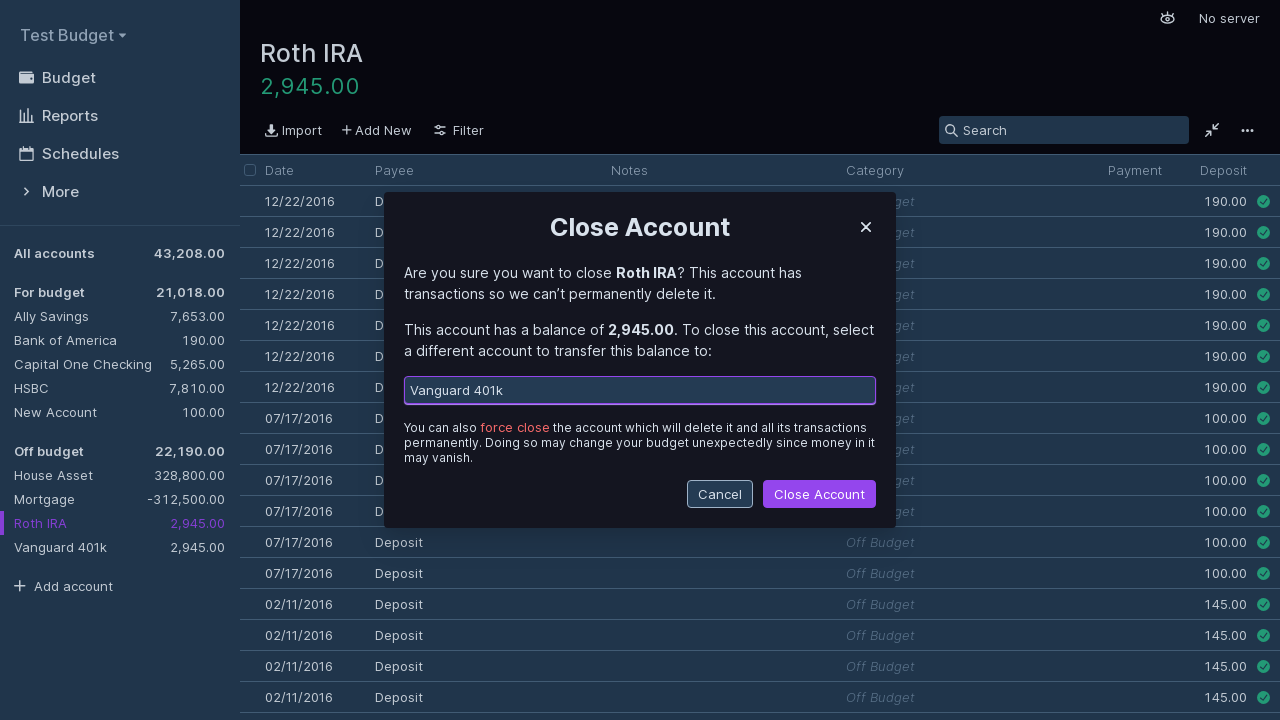 Test Budget
Budget
Reports
Schedules
More
All accounts 43,208.00
For budget 21,018.00
Ally Savings 7,653.00
Bank of America 190.00
Capital One Checking 5,265.00
HSBC 7,810.00
New Account 100.00
Off budget 22,190.00
House Asset 328,800.00
Mortgage -312,500.00
Roth IRA 2,945.00
Vanguard 401k 2,945.00
Add account
No server
Roth IRA
2,945.00
Import Add New Filter Search
Date Payee Notes Category Payment Deposit
12/22/2016 190.00
12/22/2016 190.00
12/22/2016 190.00
12/22/2016 190.00
12/22/2016 190.00
12/22/2016 190.00
12/22/2016 190.00
07/17/2016 100.00
07/17/2016 100.00
07/17/2016 100.00
07/17/2016 100.00
07/17/2016 Deposit Off Budget 100.00
07/17/2016 Deposit Off Budget 100.00
02/11/2016 Deposit Off Budget 145.00
02/11/2016 Deposit Off Budget 145.00
02/11/2016 Deposit Off Budget 145.00
02/11/2016 Deposit Off Budget 145.00
Close Account
Are you sure you want to close Roth IRA? This account has
transactions so we can’t permanently delete it.
This account has a balance of 2,945.00. To close this account, select
a different account to transfer this balance to:
Vanguard 401k
You can also force close the account which will delete it and all its transactions
permanently. Doing so may change your budget unexpectedly since money in it
may vanish.
Cancel Close Account